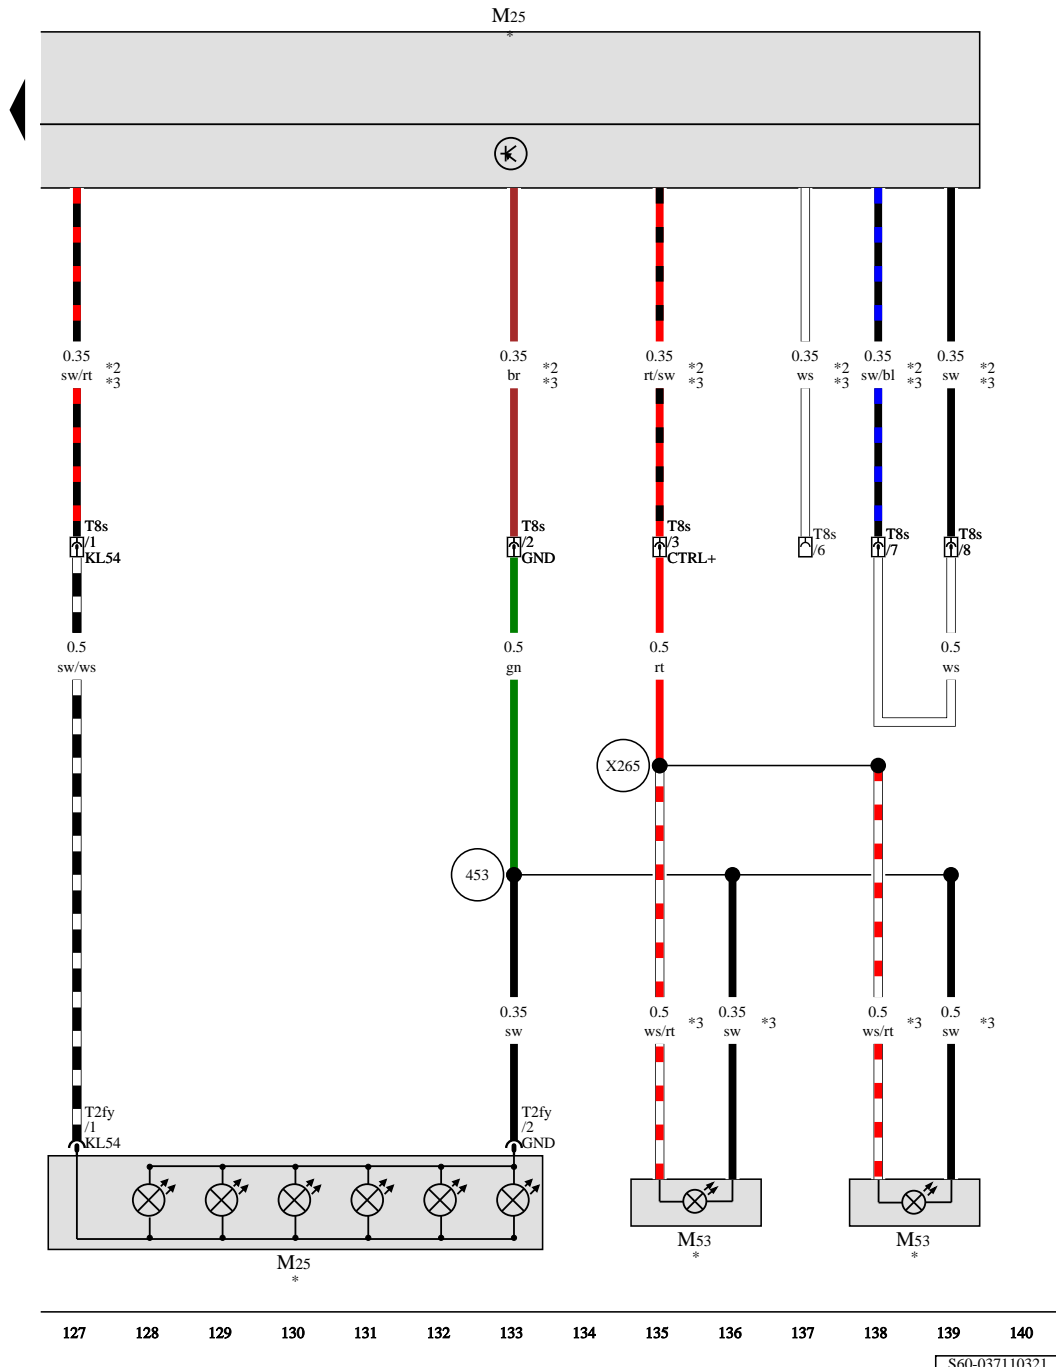 M25
*
0.35
sw/rt
*2
*3
0.35
br
*2
*3
0.35
rt/sw
*2
*3
0.35
ws
*2
*3
0.35
sw/bl
*2
*3
0.35
sw
*2
*3
T8s
/1
KL54
T8s
/2
GND
T8s
/3
CTRL+
T8s
/6
T8s
/7
T8s
/8
0.5
sw/ws
0.5
gn
0.5
rt
0.5
ws
X265
453
0.35
sw
0.5
ws/rt
*3
0.35
sw
*3
0.5
ws/rt
*3
0.5
sw
*3
T2fy
/1
KL54
T2fy
/2
GND
M25
*
M53
*
M53
*
127 128 129 130 131 132 133 134 135 136 137 138 139 140
S60-037110321